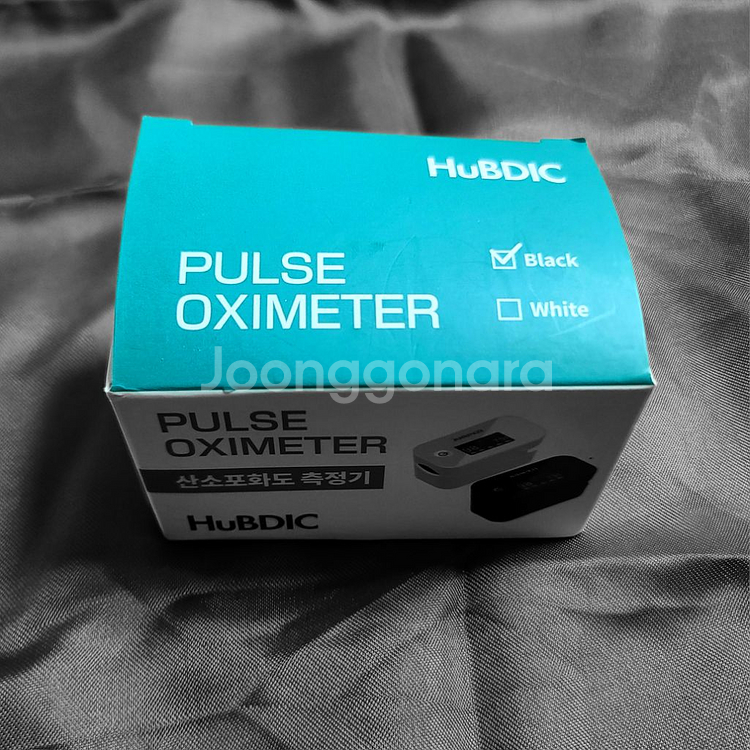 HuBDIC
PULSE
OXIMETER
Black
White
Joonggonara
PULSE
OXIMETER
산소포화도 측정기
HuBDIC